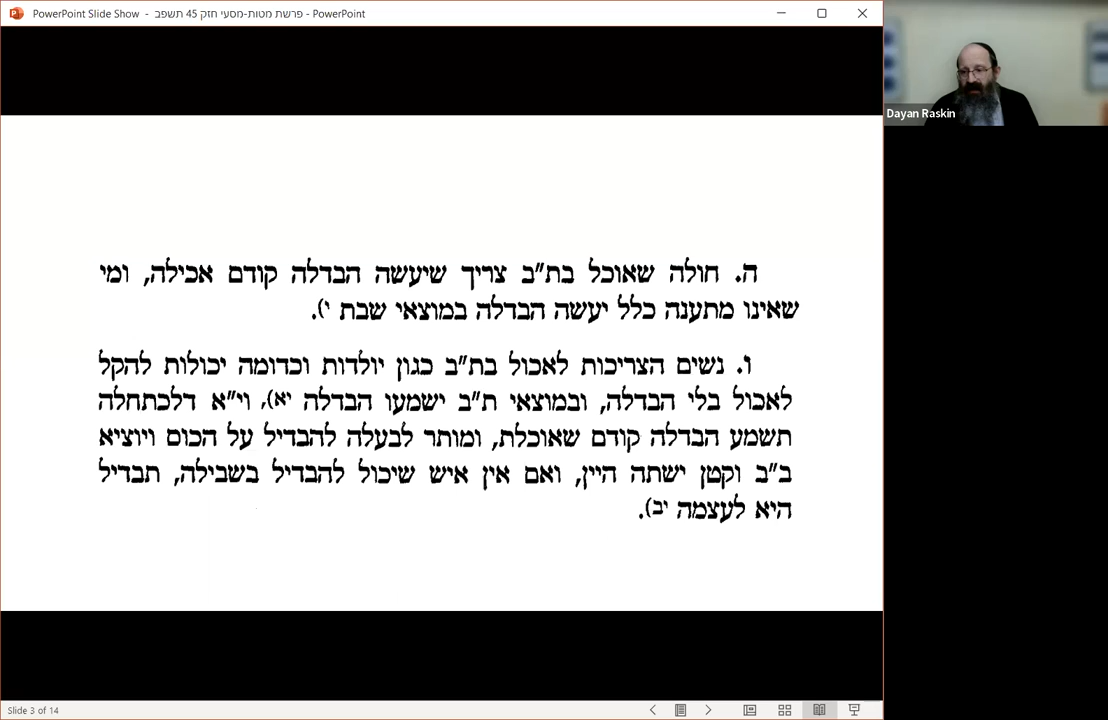 PowerPoint Slide Show - פרשת מטות-מסעי חזק 45 תשפב - PowerPoint
Dayan Raskin
ה. חולה שאוכל בת"ב צריך שיעשה הבדלה קודם אכילה, ומי
שאינו מתענה כלל יעשה הבדלה במוצאי שבת י).
ו. נשים הצריכות לאכול בת"ב כגון יולדות וכדומה יכולות להקל
לאכול בלי הבדלה, ובמוצאי ת"ב ישמעו הבדלה יא), וי"א דלכתחלה
תשמע הבדלה קודם שאוכלת, ומותר לבעלה להבדיל על הכוס ויוציא
ב"ב וקטן ישתה היין, ואם אין איש שיכול להבדיל בשבילה, תבדיל
היא לעצמה יב).
Slide 3 of 14